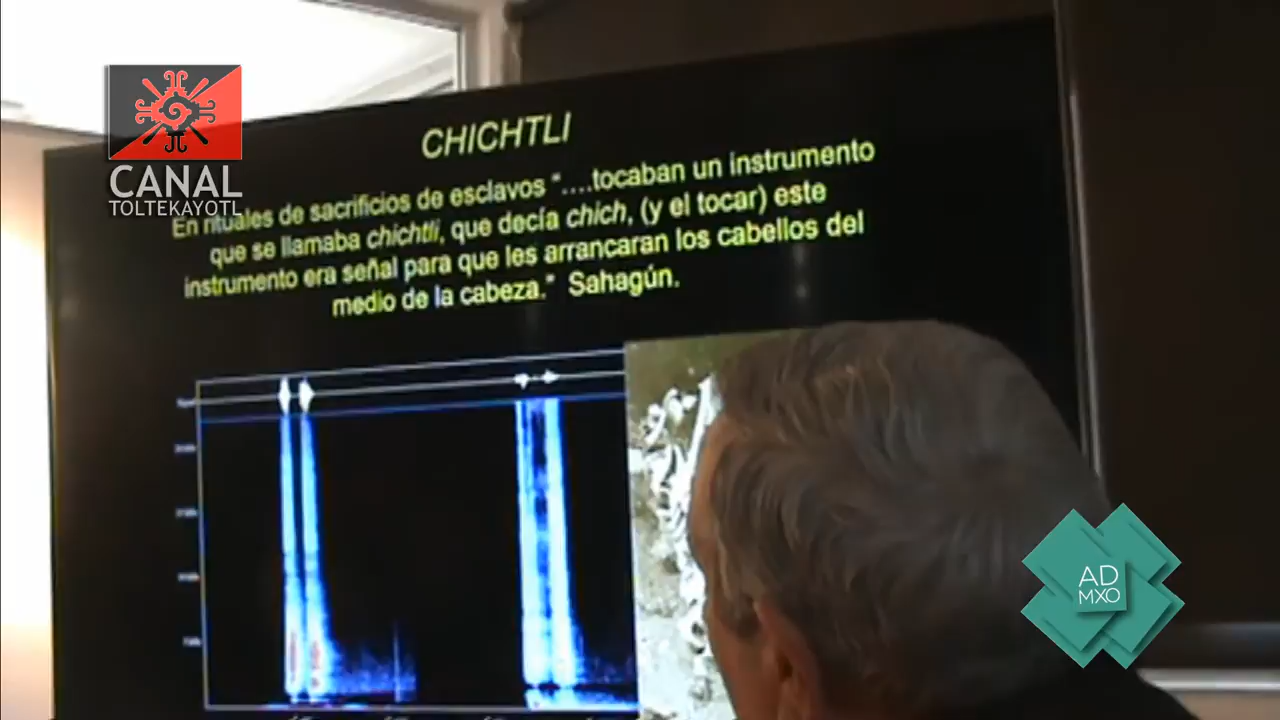 CHICHTLI
En rituales de sacrificios de esclavos "....tocaban un instrumento
que se llamaba chichtli, que decía chich, (y el tocar) este
instrumento era señal para que les arrancaran los cabellos del
medio de la cabeza." Sahagún.
CANAL
TOLTEKAYOTL
AD
MXO